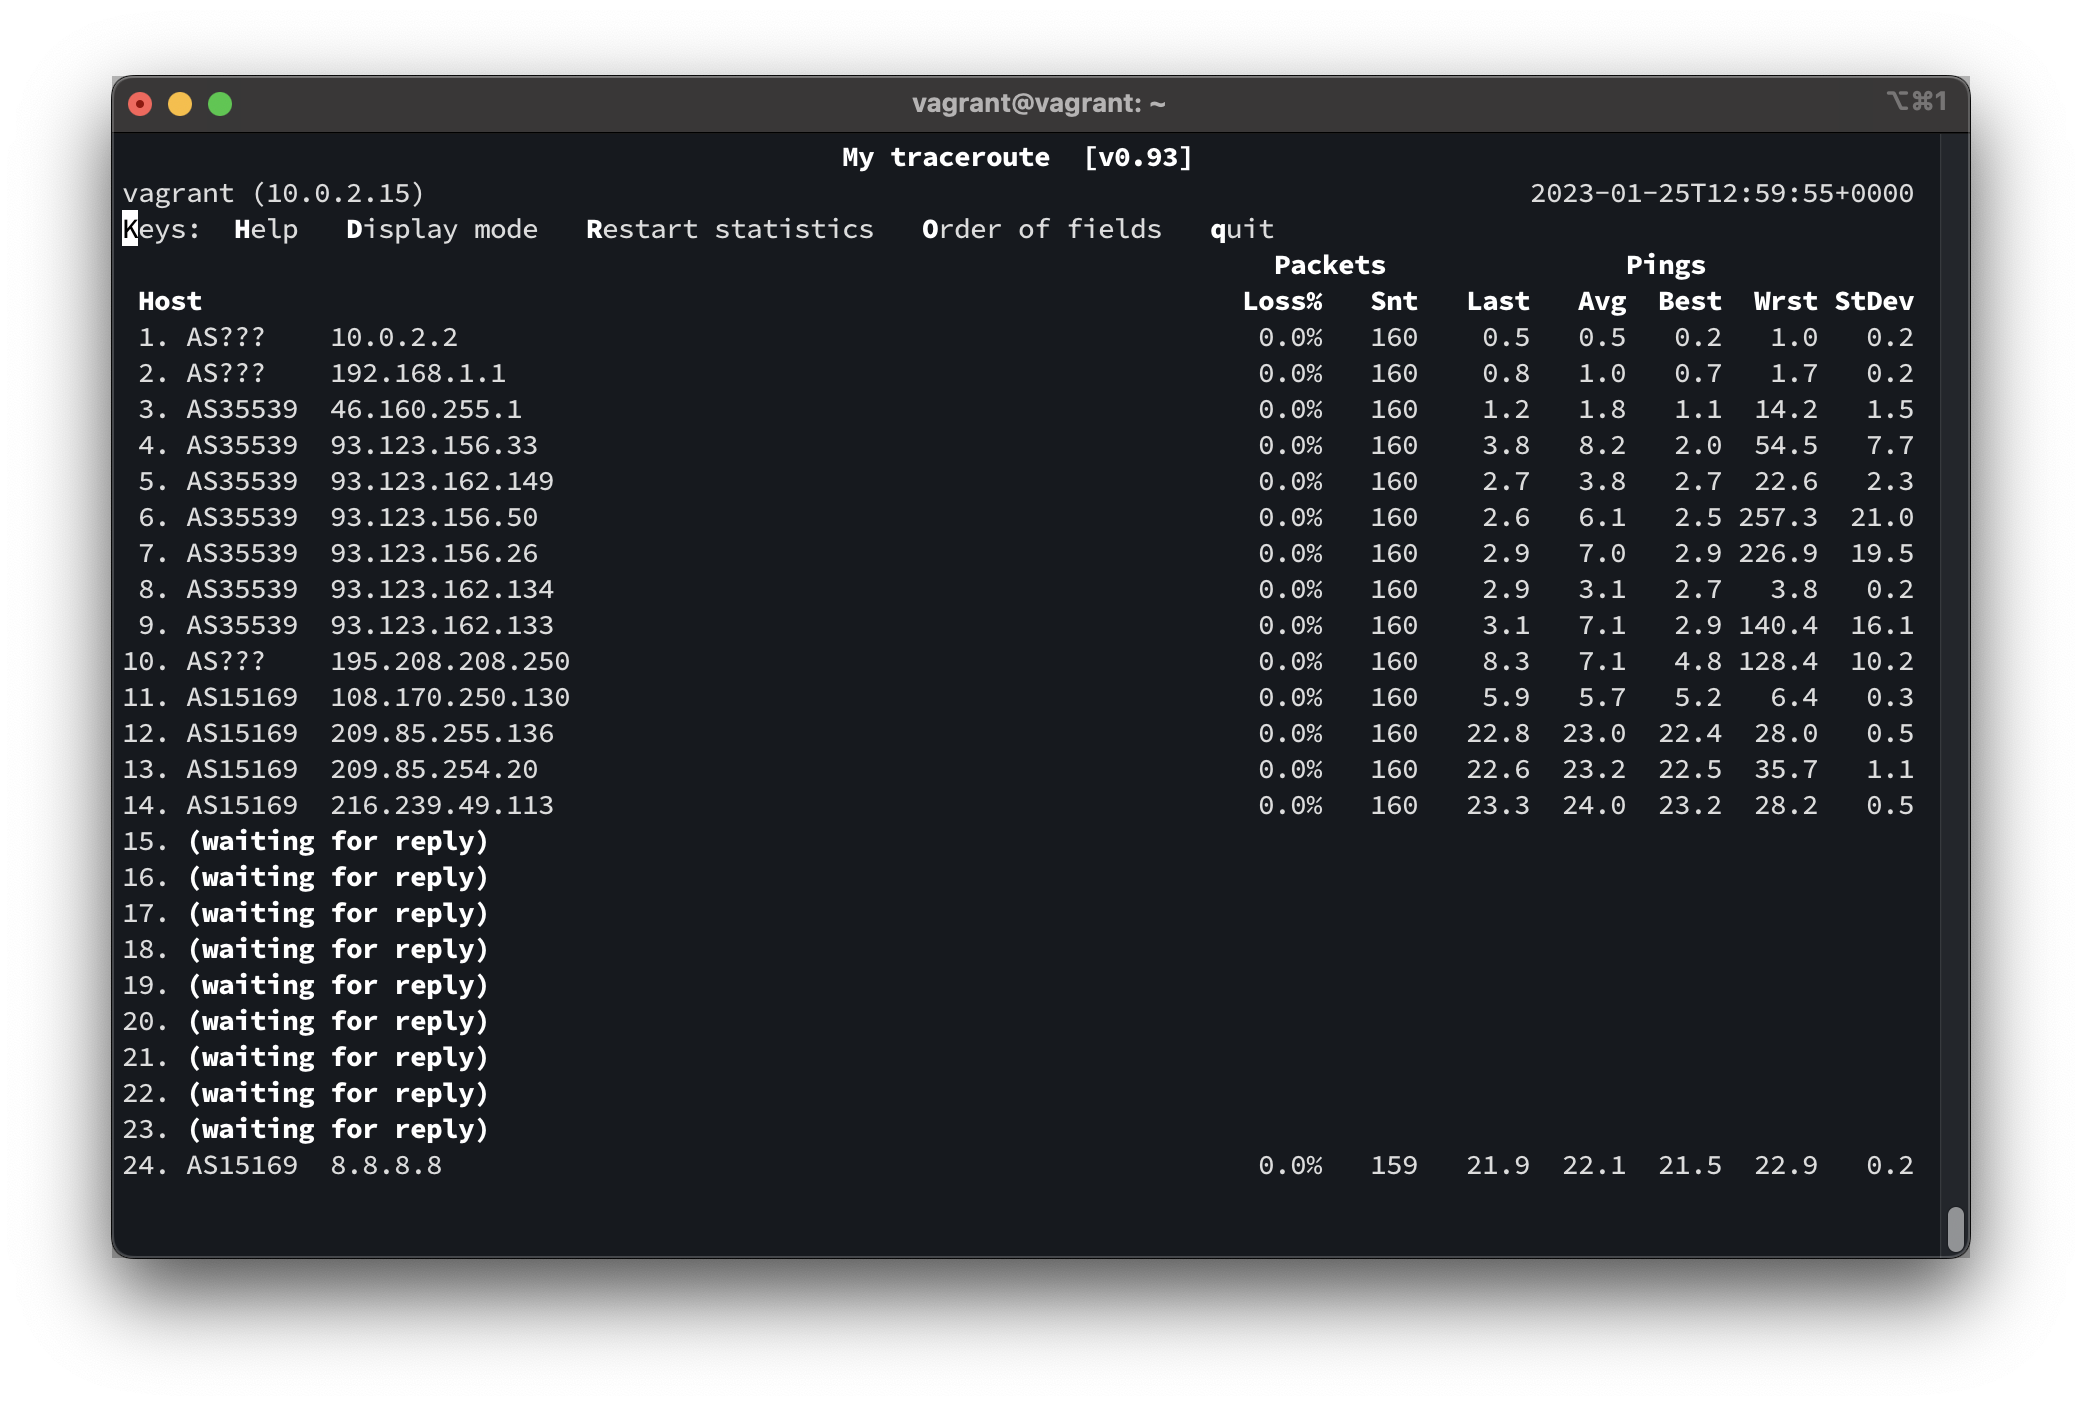 vagrant@vagrant: ~ ⌥⌘1
My traceroute  [v0.93]
vagrant (10.0.2.15) 2023-01-25T12:59:55+0000
Keys:  Help   Display mode   Restart statistics   Order of fields   quit
Packets Pings
Host Loss% Snt Last Avg Best Wrst StDev
1. AS??? 10.0.2.2 0.0% 160 0.5 0.5 0.2 1.0 0.2
2. AS??? 192.168.1.1 0.0% 160 0.8 1.0 0.7 1.7 0.2
3. AS35539 46.160.255.1 0.0% 160 1.2 1.8 1.1 14.2 1.5
4. AS35539 93.123.156.33 0.0% 160 3.8 8.2 2.0 54.5 7.7
5. AS35539 93.123.162.149 0.0% 160 2.7 3.8 2.7 22.6 2.3
6. AS35539 93.123.156.50 0.0% 160 2.6 6.1 2.5 257.3 21.0
7. AS35539 93.123.156.26 0.0% 160 2.9 7.0 2.9 226.9 19.5
8. AS35539 93.123.162.134 0.0% 160 2.9 3.1 2.7 3.8 0.2
9. AS35539 93.123.162.133 0.0% 160 3.1 7.1 2.9 140.4 16.1
10. AS??? 195.208.208.250 0.0% 160 8.3 7.1 4.8 128.4 10.2
11. AS15169 108.170.250.130 0.0% 160 5.9 5.7 5.2 6.4 0.3
12. AS15169 209.85.255.136 0.0% 160 22.8 23.0 22.4 28.0 0.5
13. AS15169 209.85.254.20 0.0% 160 22.6 23.2 22.5 35.7 1.1
14. AS15169 216.239.49.113 0.0% 160 23.3 24.0 23.2 28.2 0.5
15. (waiting for reply)
16. (waiting for reply)
17. (waiting for reply)
18. (waiting for reply)
19. (waiting for reply)
20. (waiting for reply)
21. (waiting for reply)
22. (waiting for reply)
23. (waiting for reply)
24. AS15169 8.8.8.8 0.0% 159 21.9 22.1 21.5 22.9 0.2